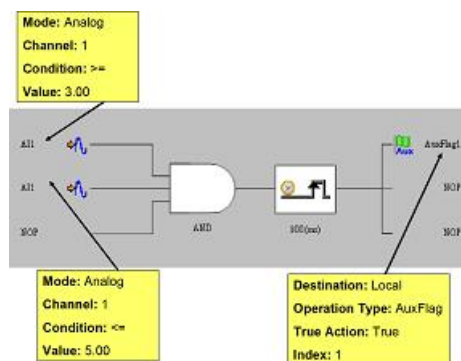 Mode: Analog
Channel: 1
Condition: >=
Value: 3.00
AI1
Aux
AuxFlag1
AI1
NOP
AND
NOP
NOP
Mode: Analog
Channel: 1
Condition: <=
Value: 5.00
Destination: Local
Operation Type: AuxFlag
True Action: True
Index: 1